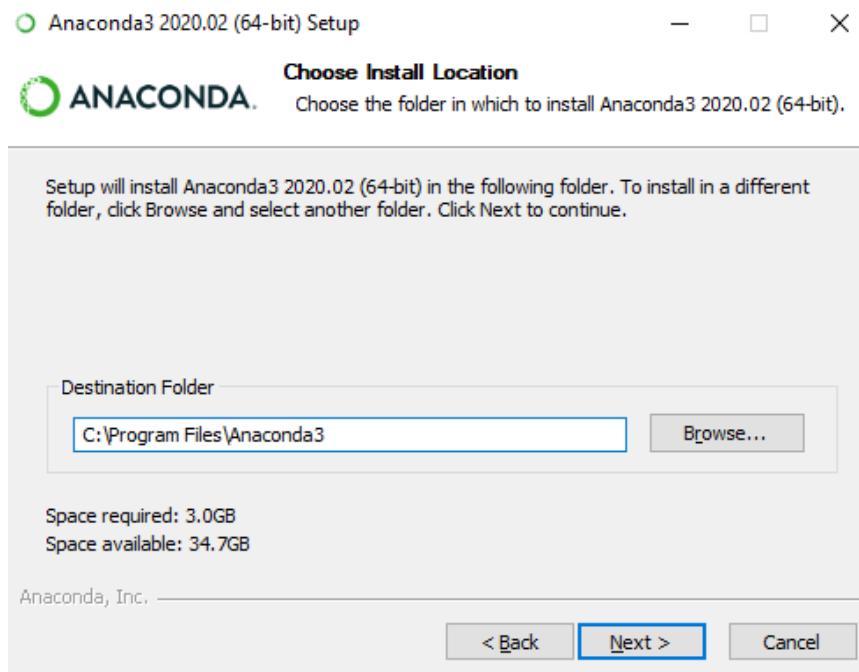 Anaconda3 2020.02 (64-bit) Setup
ANACONDA.
Choose Install Location
Choose the folder in which to install Anaconda3 2020.02 (64-bit).
Setup will install Anaconda3 2020.02 (64-bit) in the following folder. To install in a different
folder, click Browse and select another folder. Click Next to continue.
Destination Folder
C:\Program Files\Anaconda3
Browse...
Space required: 3.0GB
Space available: 34.7GB
Anaconda, Inc.
< Back
Next >
Cancel